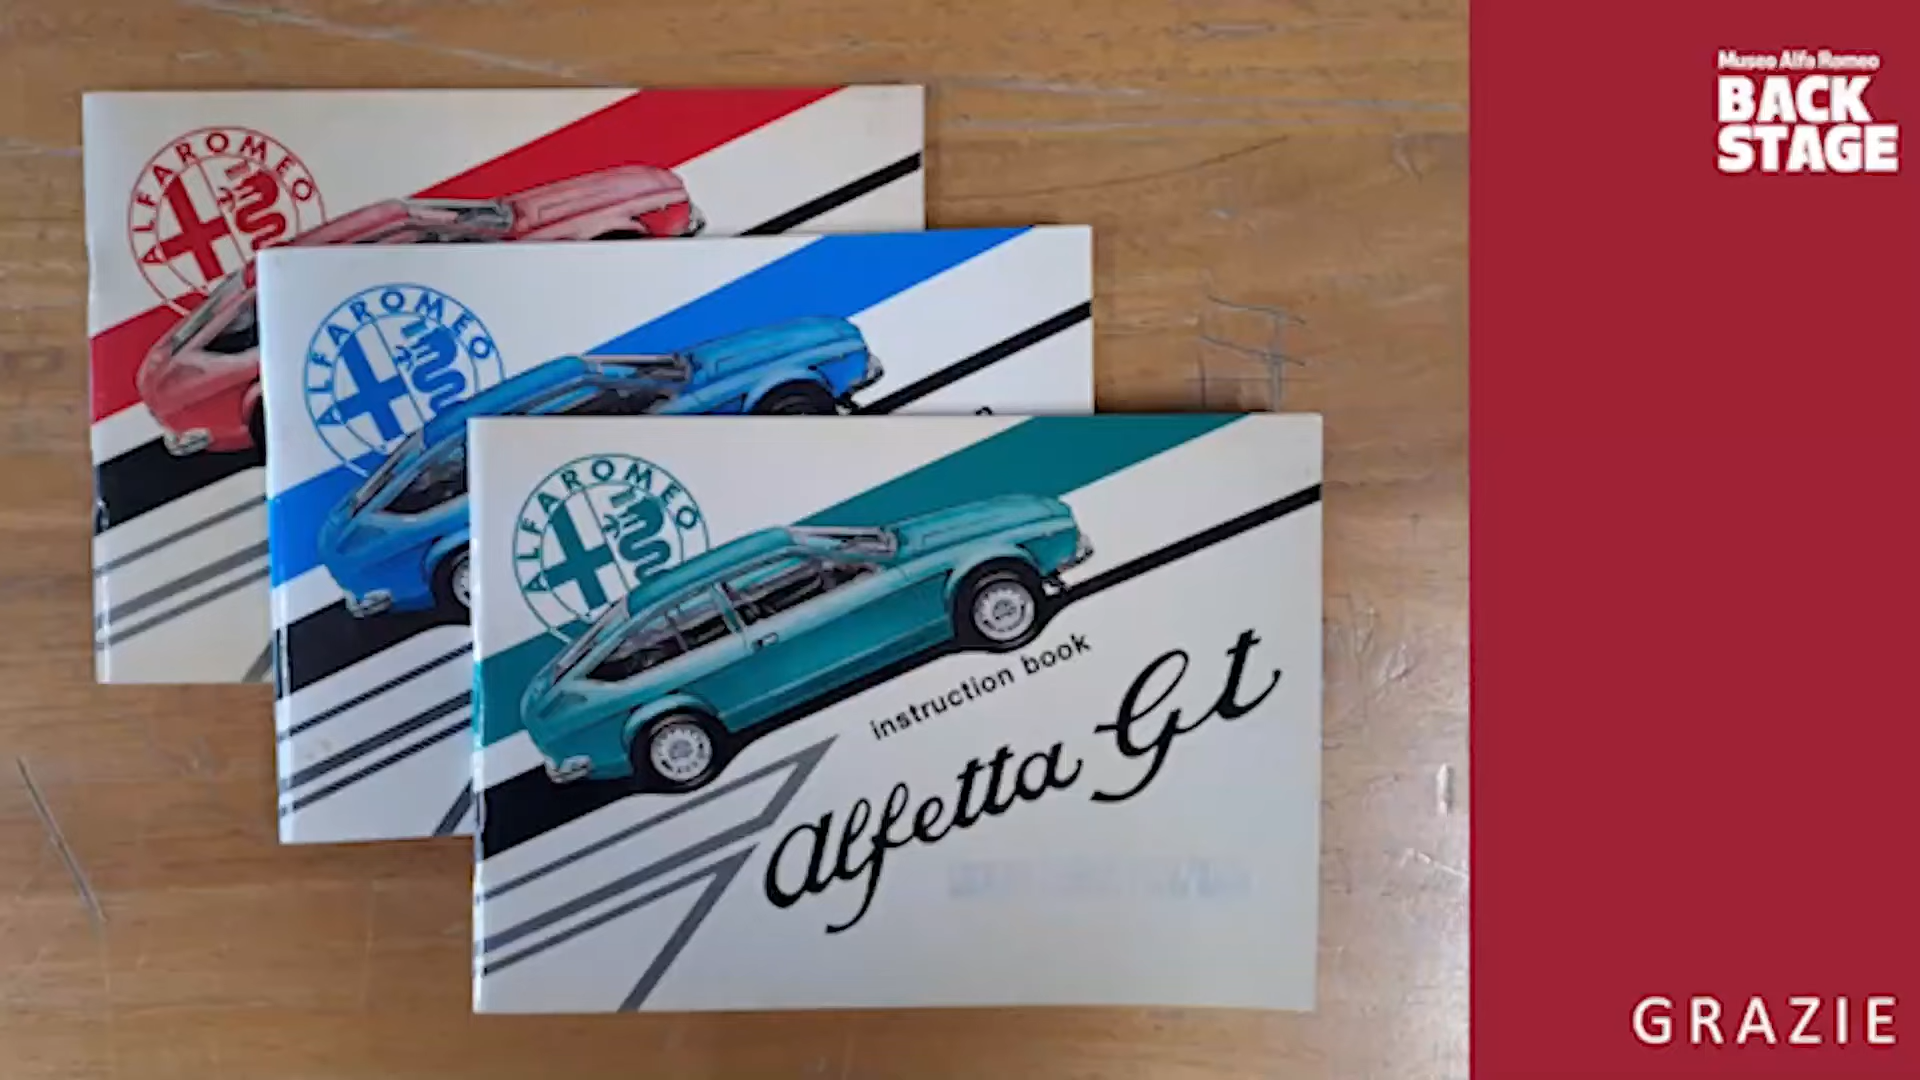 ALFAROMEO
ALFAROMEO
ALFAROMEO
instruction book
Alfetta Gt
Museo Alfa Romeo
BACK
STAGE
GRAZIE